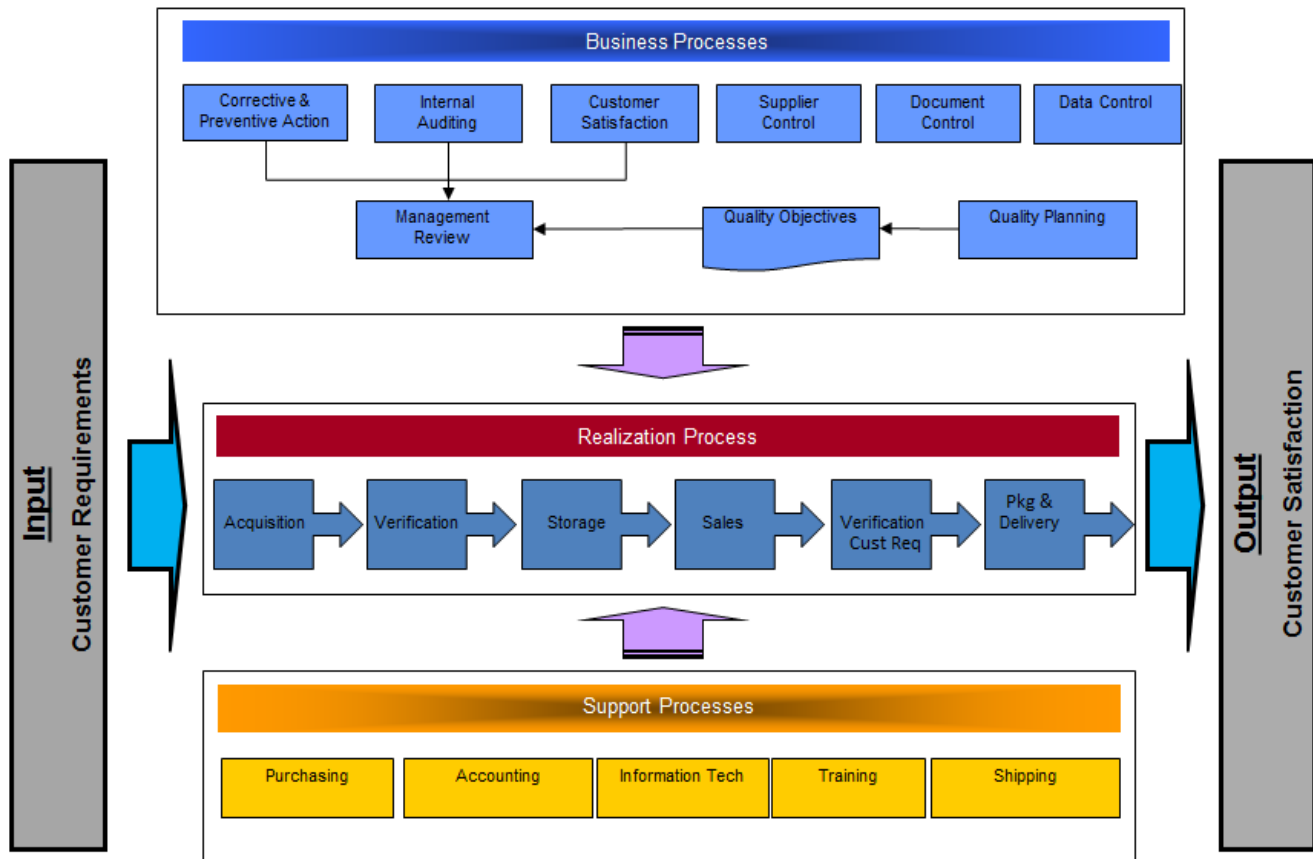 Business Processes
Corrective &
Preventive Action
Internal
Auditing
Customer
Satisfaction
Supplier
Control
Document
Control
Data Control
Management
Review
Quality Objectives
Quality Planning
Input
Customer Requirements
Realization Process
Acquisition
Verification
Storage
Sales
Verification
Cust Req
Pkg &
Delivery
Output
Customer Satisfaction
Support Processes
Purchasing
Accounting
Information Tech
Training
Shipping